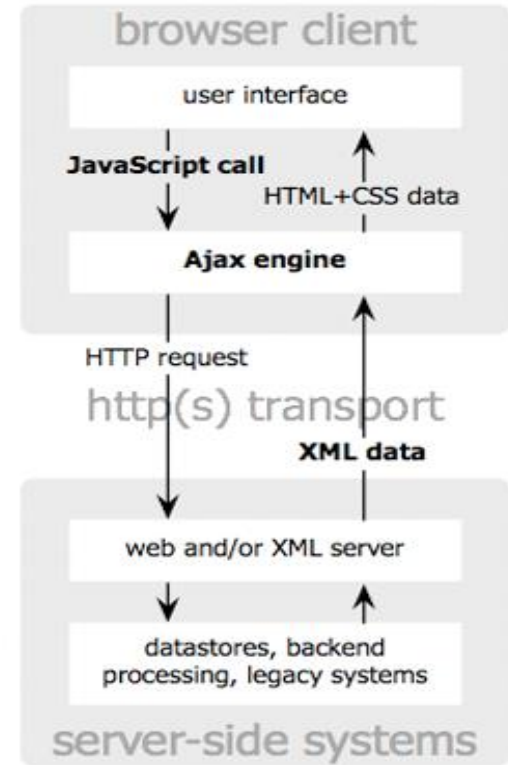 browser client
user interface
JavaScript call
HTML+CSS data
Ajax engine
HTTP request
http(s) transport
XML data
web and/or XML server
datastores, backend
processing, legacy systems
server-side systems